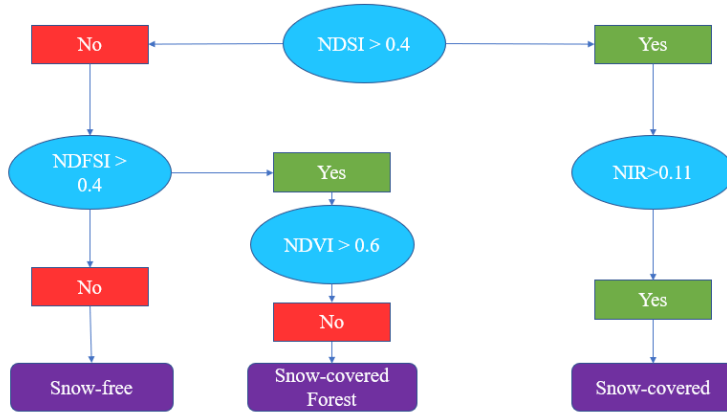 No
NDSI > 0.4
Yes
NDFSI >
0.4
Yes
NIR>0.11
NDVI > 0.6
No
Yes
No
Snow-free
Snow-covered
Forest
Snow-covered